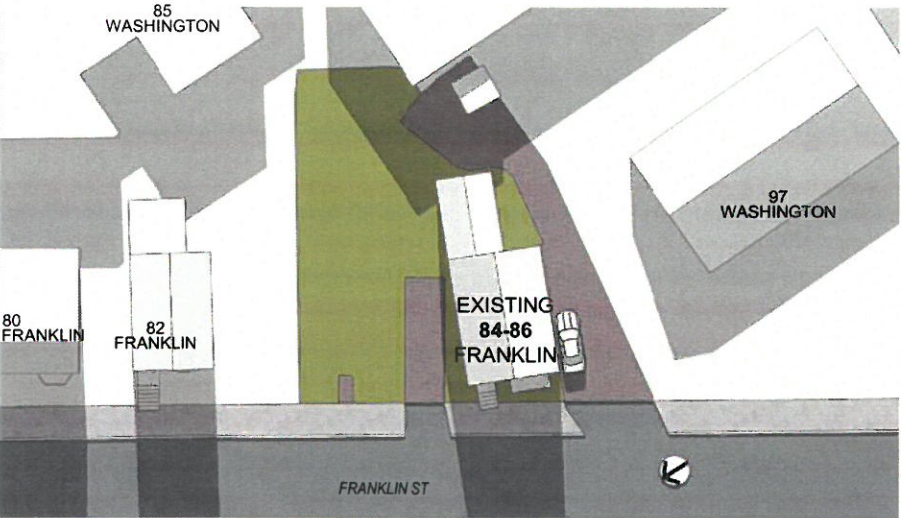 85
WASHINGTON
97
WASHINGTON
80
FRANKLIN
82
FRANKLIN
EXISTING
84-86
FRANKLIN
FRANKLIN ST